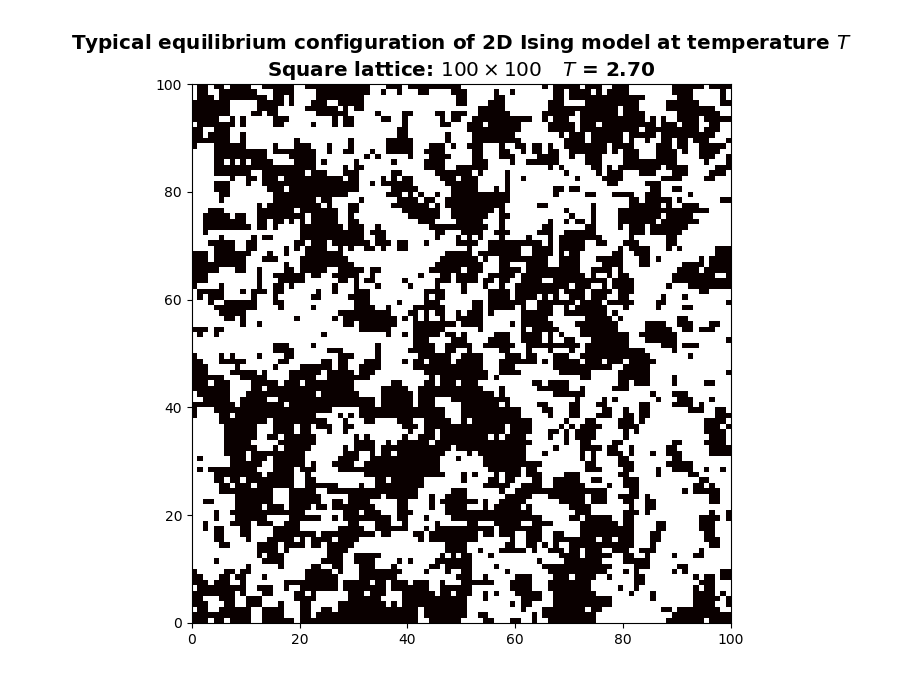 Typical equilibrium configuration of 2D Ising model at temperature T
Square lattice: 100 × 100 T = 2.70
100
80
60
40
20
0
0 20 40 60 80 100